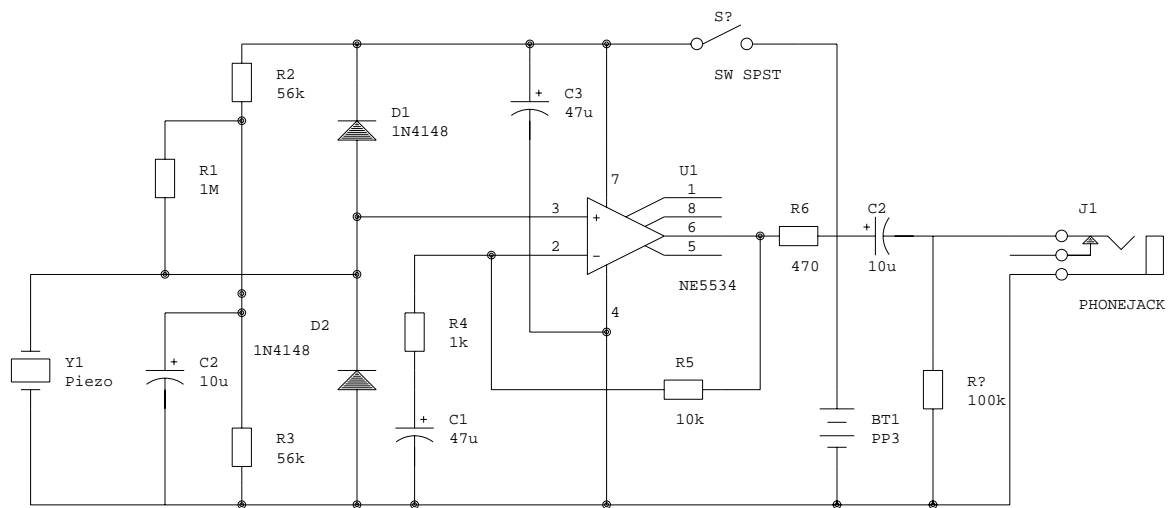 S?
SW SPST
R2
56k
C3
47u
D1
1N4148
R1
1M
U1
7
1
8
3
+
6
2
−
5
4
NE5534
R6
470
C2
10u
+
J1
PHONEJACK
D2
1N4148
R4
1k
Y1
Piezo
C2
10u
+
R5
10k
R?
100k
BT1
PP3
C1
47u
+
R3
56k
+